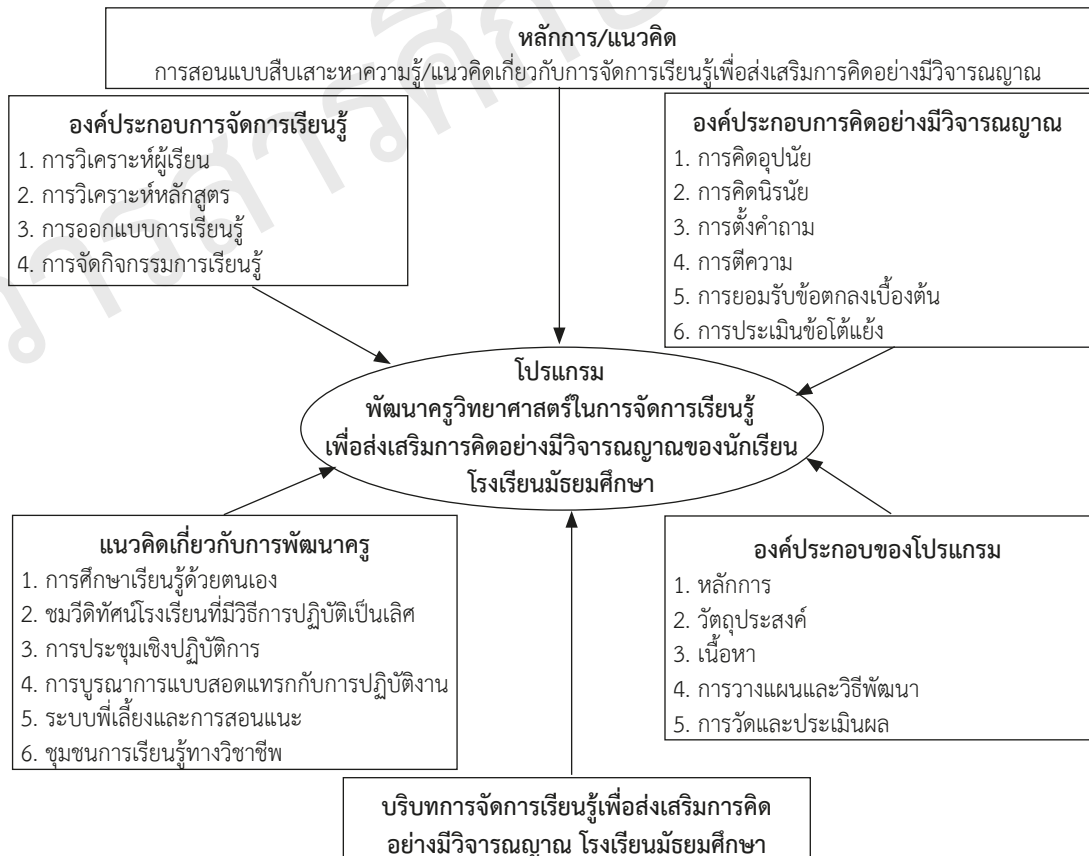 หลักการ/แนวคิด
การสอนแบบสืบเสาะหาความรู้/แนวคิดเกี่ยวกับการจัดการเรียนรู้เพื่อส่งเสริมการคิดอย่างมีวิจารณญาณ
องค์ประกอบการจัดการเรียนรู้
1. การวิเคราะห์ผู้เรียน
2. การวิเคราะห์หลักสูตร
3. การออกแบบการเรียนรู้
4. การจัดกิจกรรมการเรียนรู้
องค์ประกอบการคิดอย่างมีวิจารณญาณ
1. การคิดอุปนัย
2. การคิดนิรนัย
3. การตั้งคำถาม
4. การตีความ
5. การยอมรับข้อตกลงเบื้องต้น
6. การประเมินข้อโต้แย้ง
โปรแกรม
พัฒนาครูวิทยาศาสตร์ในการจัดการเรียนรู้
เพื่อส่งเสริมการคิดอย่างมีวิจารณญาณของนักเรียน
โรงเรียนมัธยมศึกษา
แนวคิดเกี่ยวกับการพัฒนาครู
1. การศึกษาเรียนรู้ด้วยตนเอง
2. ชมวีดิทัศน์โรงเรียนที่มีวิธีการปฏิบัติเป็นเลิศ
3. การประชุมเชิงปฏิบัติการ
4. การบูรณาการแบบสอดแทรกกับการปฏิบัติงาน
5. ระบบพี่เลี้ยงและการสอนแนะ
6. ชุมชนการเรียนรู้ทางวิชาชีพ
องค์ประกอบของโปรแกรม
1. หลักการ
2. วัตถุประสงค์
3. เนื้อหา
4. การวางแผนและวิธีพัฒนา
5. การวัดและประเมินผล
บริบทการจัดการเรียนรู้เพื่อส่งเสริมการคิด
อย่างมีวิจารณญาณ โรงเรียนมัธยมศึกษา